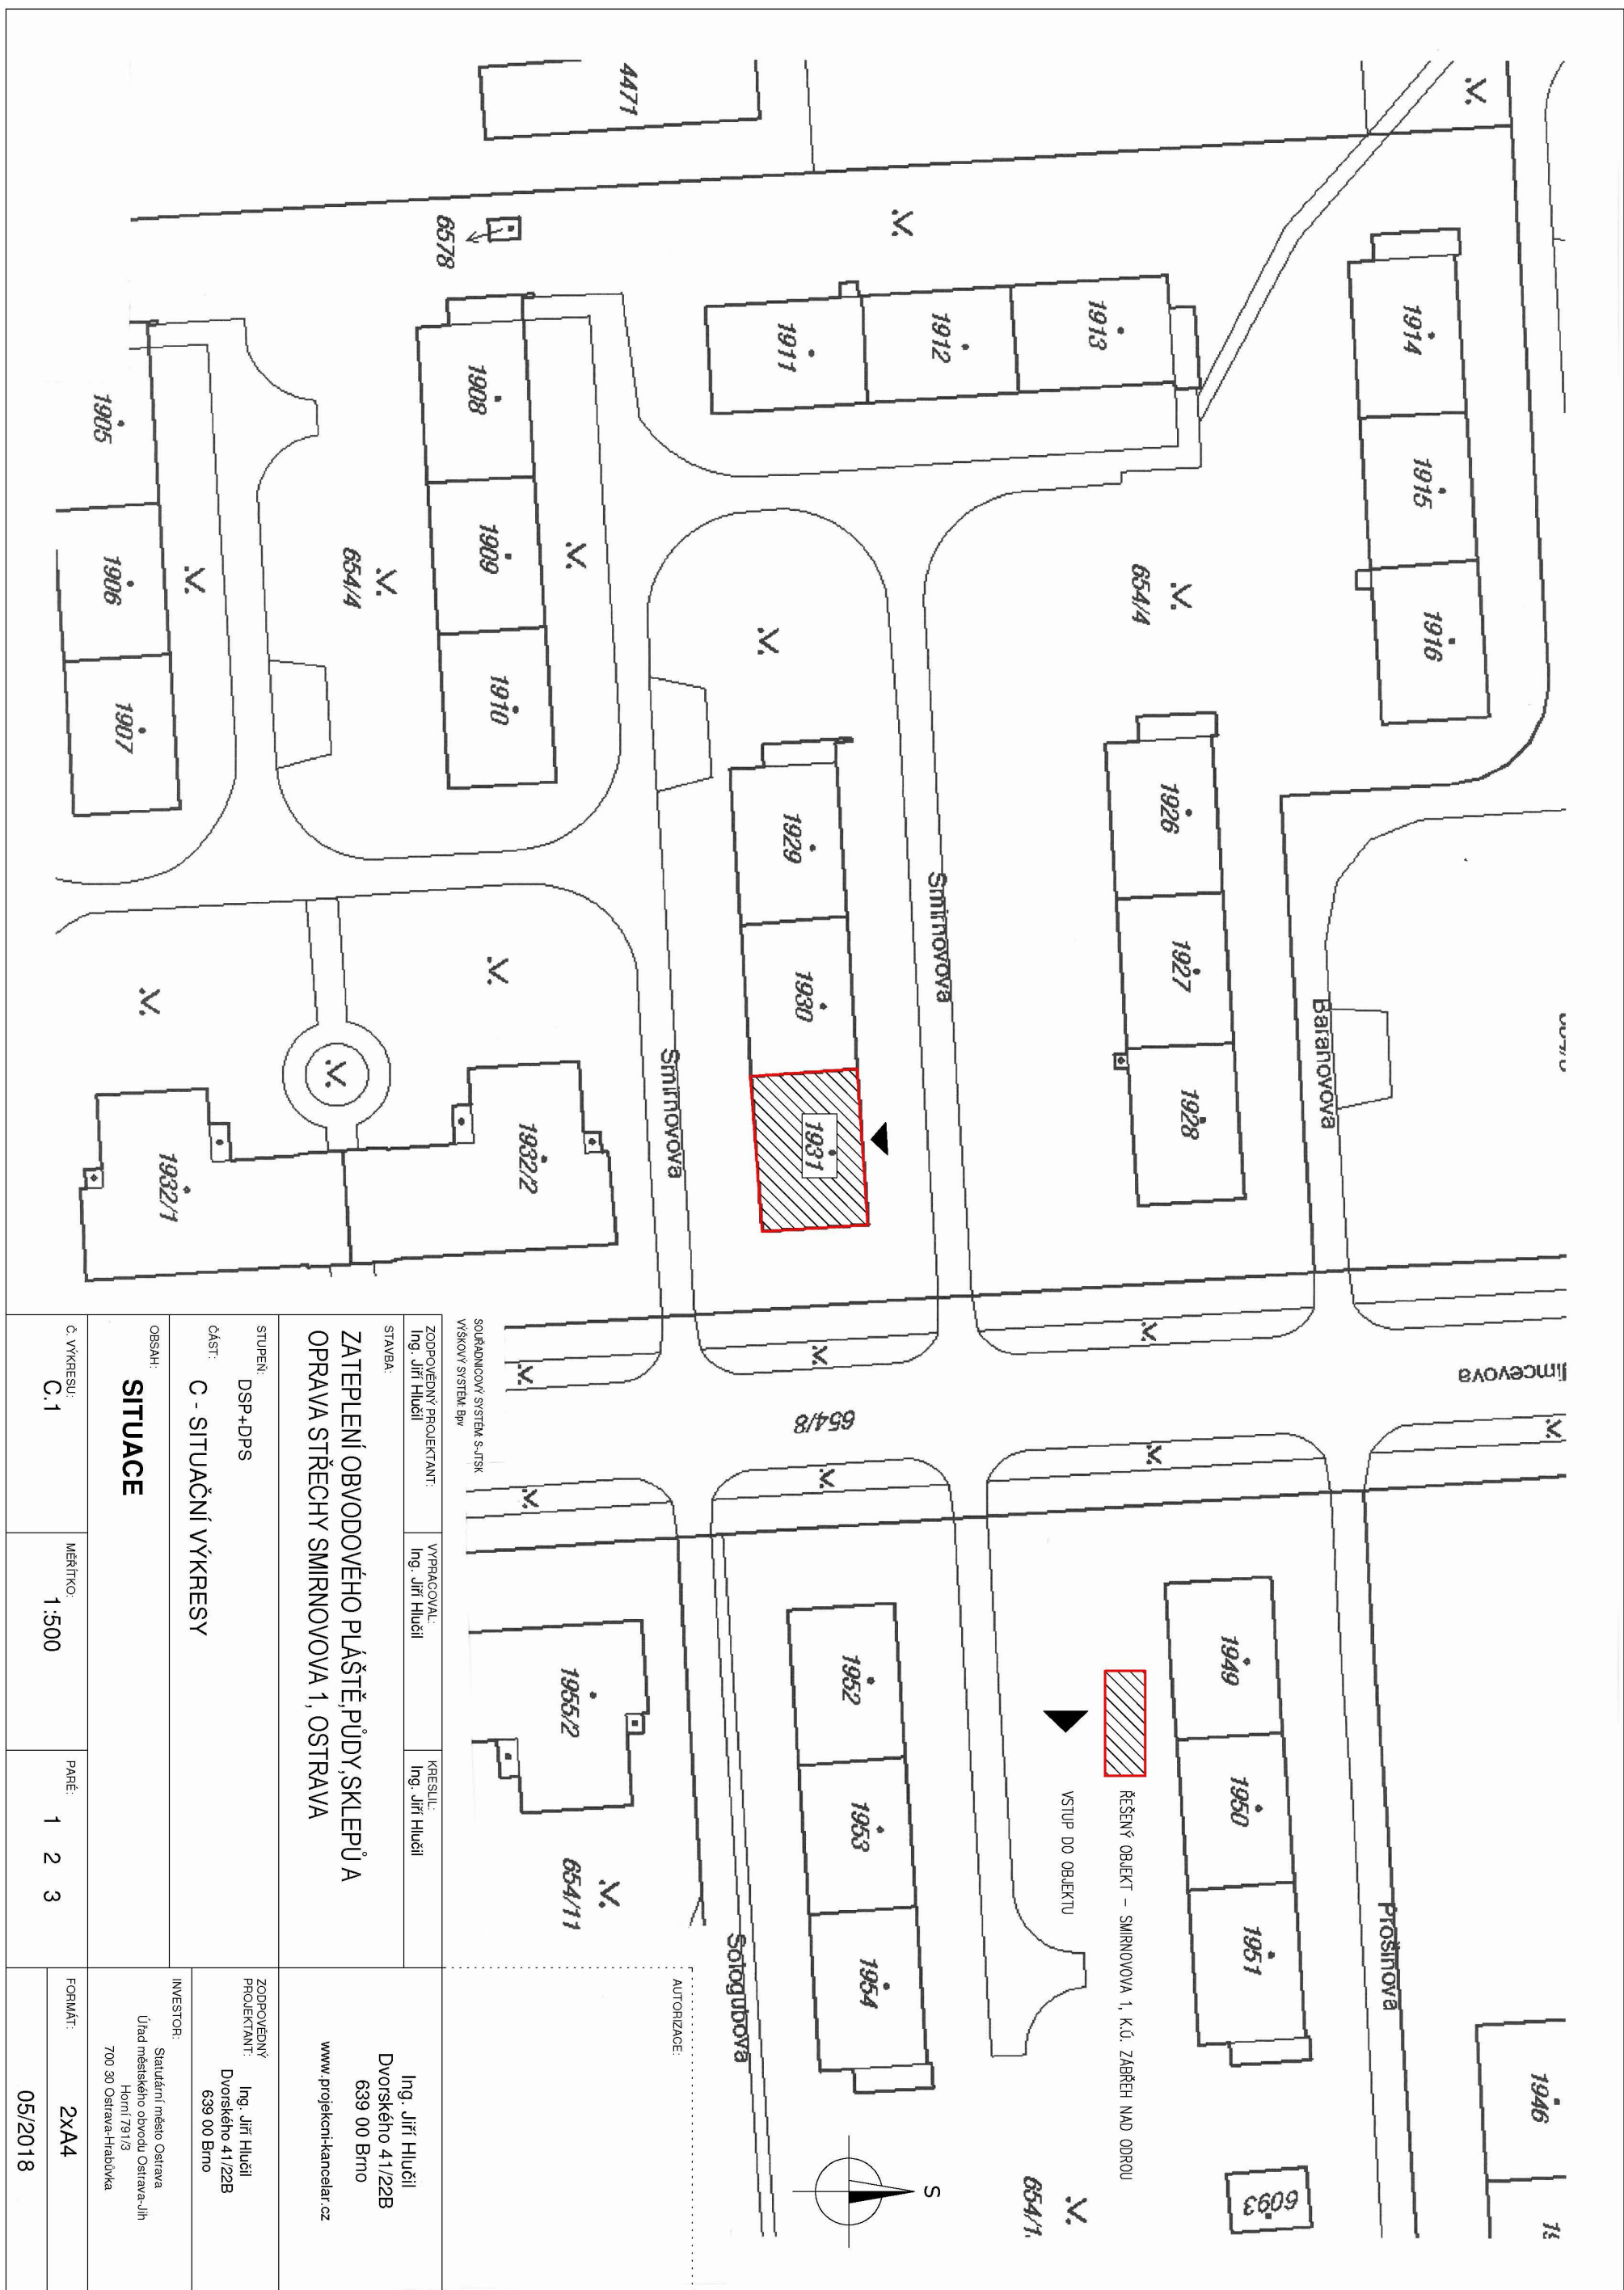 4471
6578
1914
1915
1916
1913
1912
1911
1908
1909
1910
1905
1906
1907
654/4
654/4
1926
1927
1928
1929
1930
1931
Smirnovova
Smirnovova
Baranovova
1932/2
1932/1
654/8
1949
1950
1951
1952
1953
1954
1955/2
654/11
Sologubova
Prošinova
1946
6093
654/1
ŘEŠENÝ OBJEKT – SMIRNOVOVA 1, K.Ú. ZÁBŘEH NAD ODROU
VSTUP DO OBJEKTU
S
SOUŘADNICOVÝ SYSTÉM: S-JTSK
VÝŠKOVÝ SYSTÉM: Bpv
AUTORIZACE:
ZODPOVĚDNÝ PROJEKTANT:
Ing. Jiří Hlučil
VYPRACOVAL:
Ing. Jiří Hlučil
KRESLIL:
Ing. Jiří Hlučil
Ing. Jiří Hlučil
Dvorského 41/22B
639 00 Brno
www.projekcni-kancelar.cz
STAVBA:
ZATEPLENÍ OBVODOVÉHO PLÁŠTĚ,PŮDY,SKLEPŮ A
OPRAVA STŘECHY SMIRNOVOVA 1, OSTRAVA
STUPEŇ:
DSP+DPS
ZODPOVĚDNÝ
PROJEKTANT:
Ing. Jiří Hlučil
Dvorského 41/22B
639 00 Brno
ČÁST:
C - SITUAČNÍ VÝKRESY
INVESTOR:
Statutární město Ostrava
Úřad městského obvodu Ostrava-Jih
Horní 791/3
700 30 Ostrava-Hrabůvka
OBSAH:
SITUACE
Č. VÝKRESU:
C.1
MĚŘÍTKO:
1:500
PARÉ:
1 2 3
FORMÁT:
2xA4
05/2018